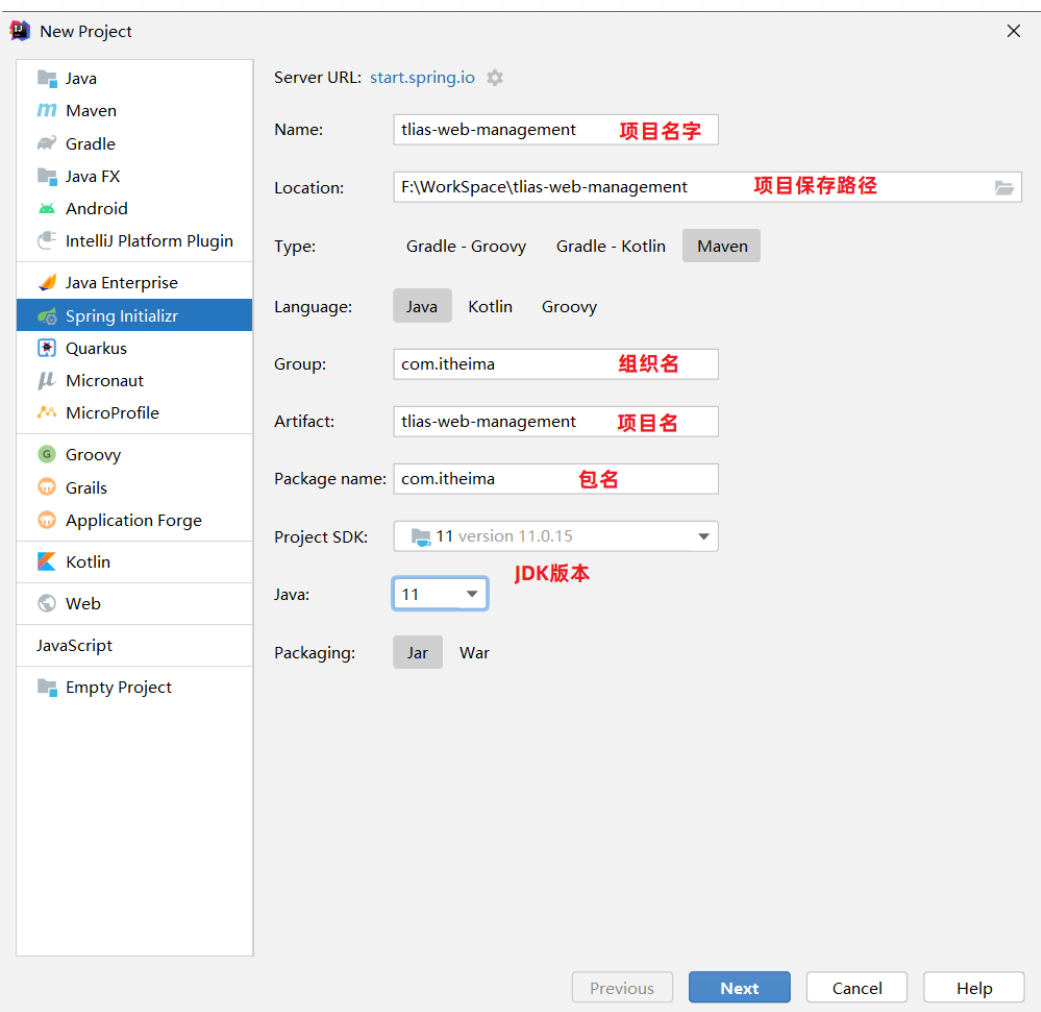 New Project
Java
Maven
Gradle
Java FX
Android
IntelliJ Platform Plugin
Java Enterprise
Spring Initializr
Quarkus
Micronaut
MicroProfile
Groovy
Grails
Application Forge
Kotlin
Web
JavaScript
Empty Project
Server URL: start.spring.io
Name: tlias-web-management 项目名字
Location: F:\WorkSpace\tlias-web-management 项目保存路径
Type: Gradle - Groovy Gradle - Kotlin Maven
Language: Java Kotlin Groovy
Group: com.itheima 组织名
Artifact: tlias-web-management 项目名
Package name: com.itheima 包名
Project SDK: 11 version 11.0.15
JDK版本
Java: 11
Packaging: Jar War
Previous Next Cancel Help